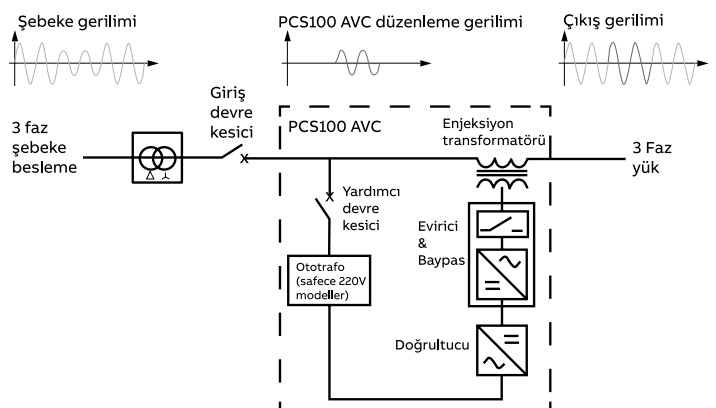 Şebeke gerilimi
PCS100 AVC düzenleme gerilimi
Çıkış gerilimi
Giriş
devre
kesici
3 faz
şebeke
besleme
PCS100 AVC
Enjeksiyon
transformatörü
3 Faz
yük
Yardımcı
devre
kesici
Evirici
&
Baypas
Ototrafo
(safece 220V
modeller)
Doğrultucu